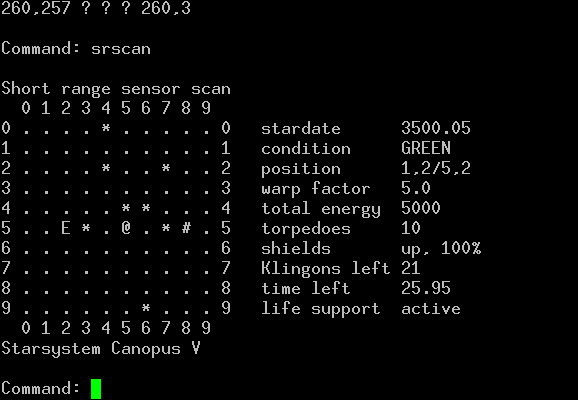 260,257 ? ? ? 260,3
Command: srscan
Short range sensor scan
0 1 2 3 4 5 6 7 8 9
0 . . . . * . . . . . 0 stardate 3500.05
1 . . . . . . . . . . 1 condition GREEN
2 . . . . * . . * . . 2 position 1,2/5,2
3 . . . . . . . . . . 3 warp factor 5.0
4 . . . . . * * . . . 4 total energy 5000
5 . . E * . @ . * # . 5 torpedoes 10
6 . . . . . . . . . . 6 shields up, 100%
7 . . . . . . . . . . 7 Klingons left 21
8 . . . . . . . . . . 8 time left 25.95
9 . . . . . . * . . . 9 life support active
0 1 2 3 4 5 6 7 8 9
Starsystem Canopus V
Command: